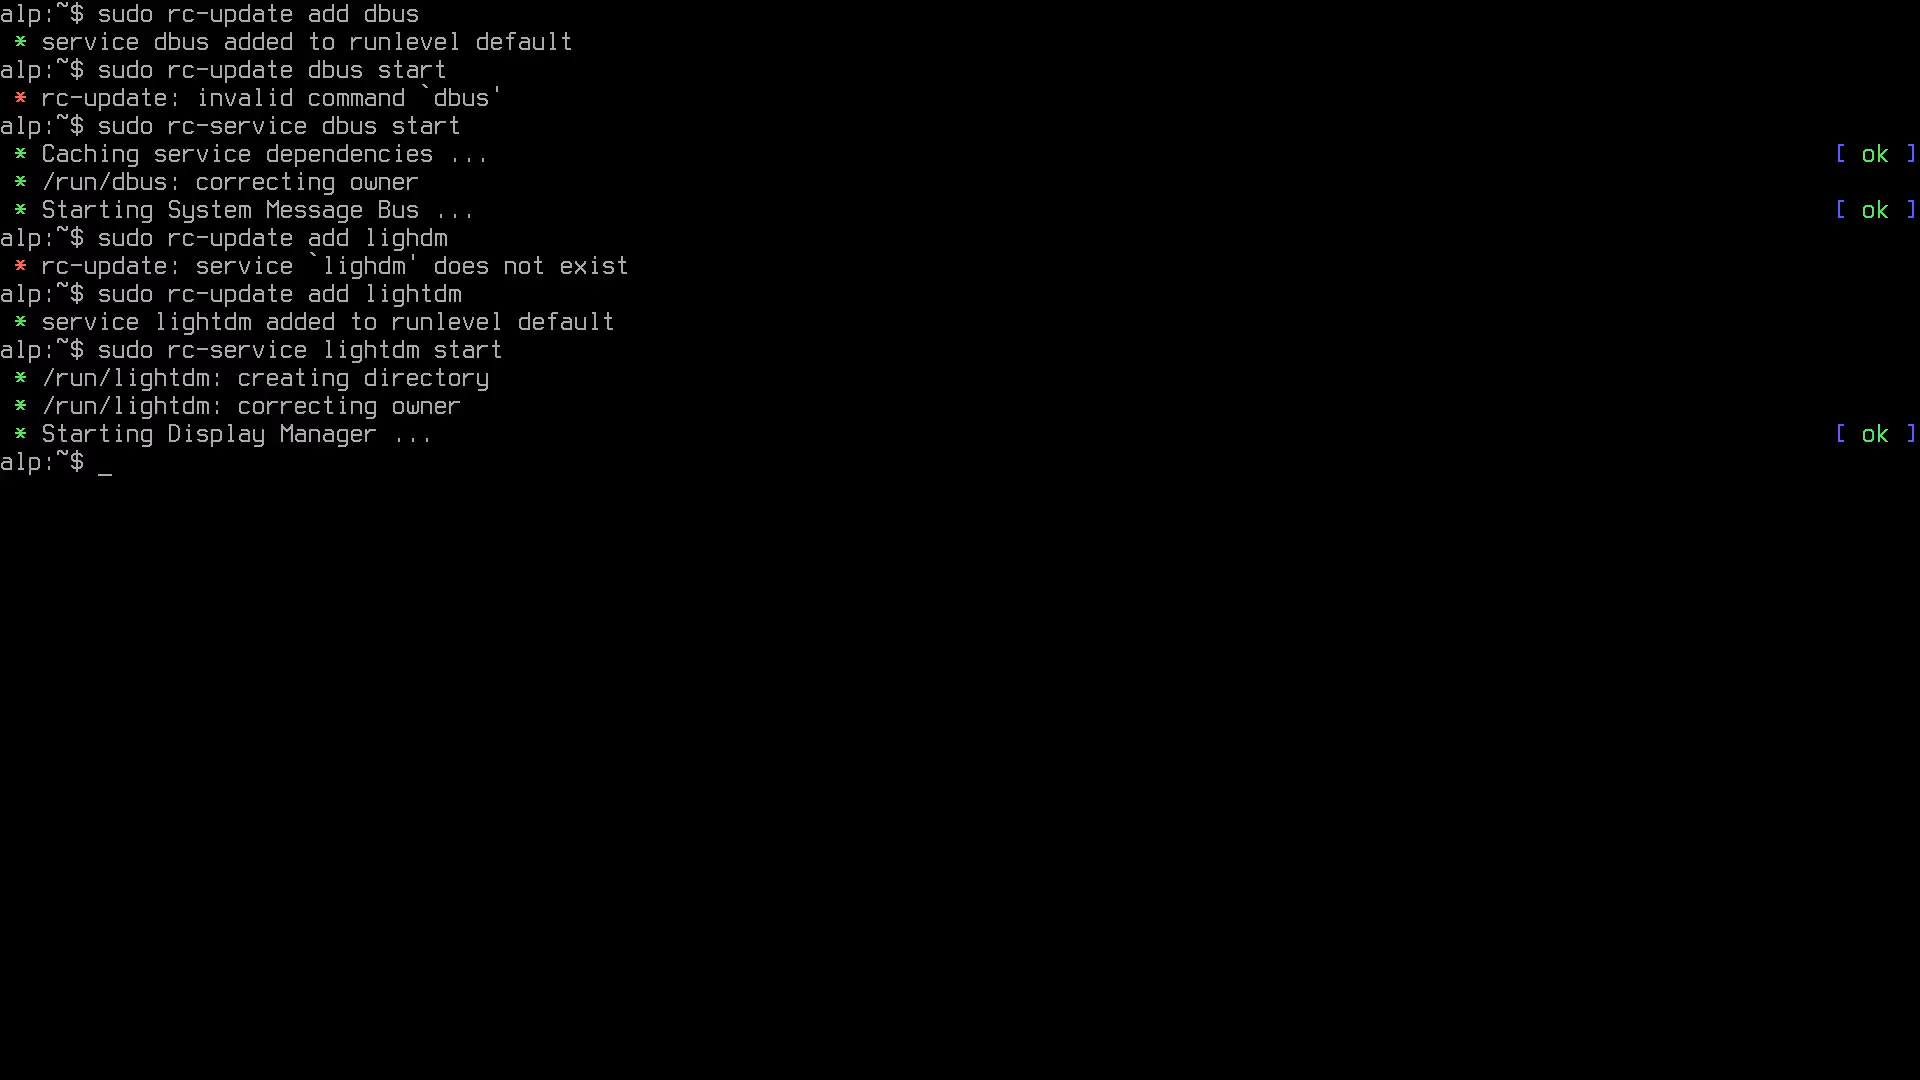 alp:~$ sudo rc-update add dbus
 * service dbus added to runlevel default
alp:~$ sudo rc-update dbus start
 * rc-update: invalid command `dbus'
alp:~$ sudo rc-service dbus start
 * Caching service dependencies ... [ ok ]
 * /run/dbus: correcting owner
 * Starting System Message Bus ... [ ok ]
alp:~$ sudo rc-update add lighdm
 * rc-update: service `lighdm' does not exist
alp:~$ sudo rc-update add lightdm
 * service lightdm added to runlevel default
alp:~$ sudo rc-service lightdm start
 * /run/lightdm: creating directory
 * /run/lightdm: correcting owner
 * Starting Display Manager ... [ ok ]
alp:~$ _